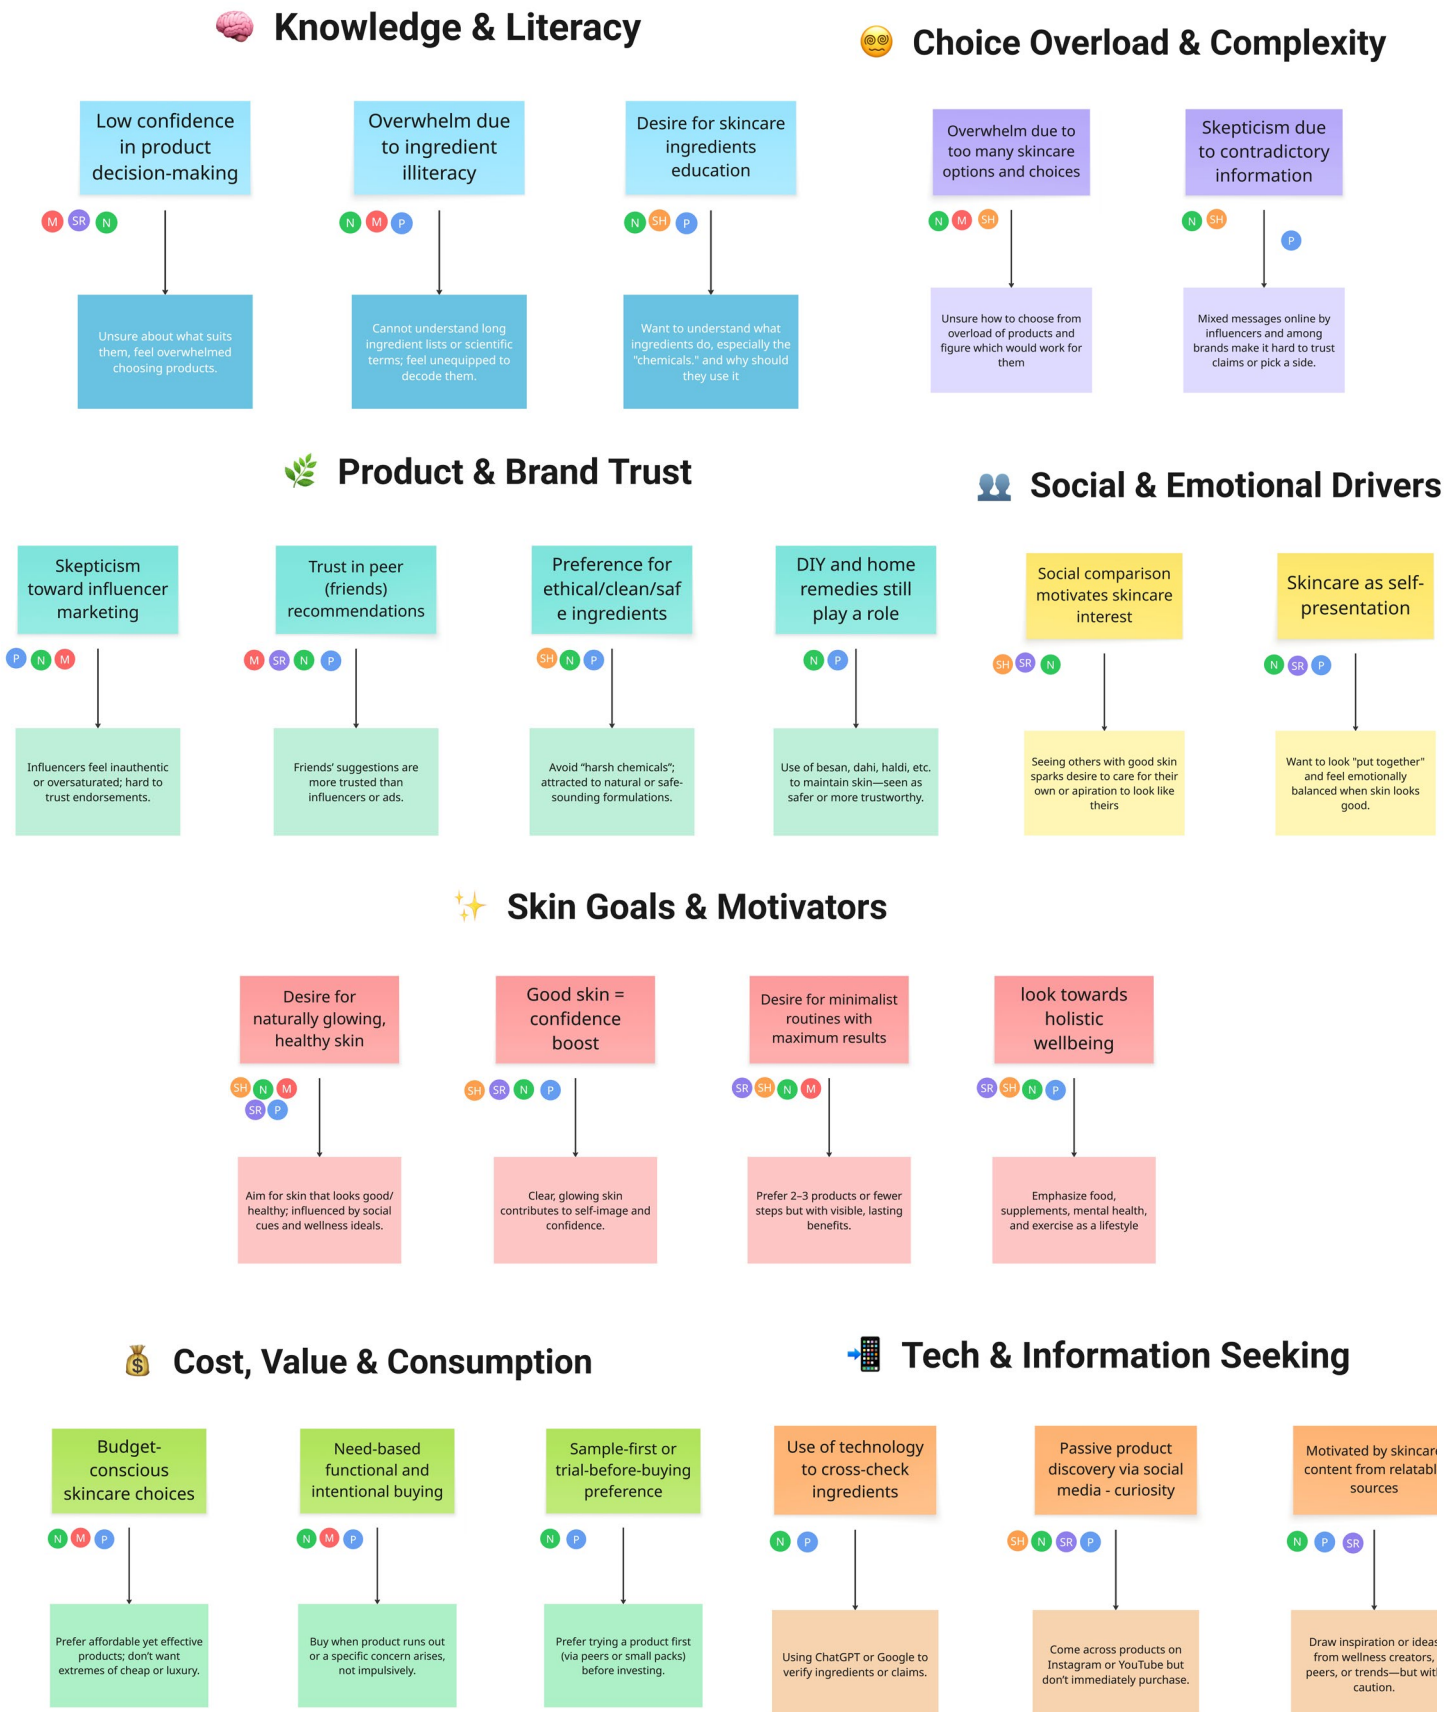 Knowledge & Literacy
Low confidence
in product
decision-making
M SR N
Unsure about what suits
them, feel overwhelmed
choosing products.
Overwhelm due
to ingredient
illiteracy
N M P
Cannot understand long
ingredient lists or scientific
terms; feel unequipped to
decode them.
Desire for skincare
ingredients
education
N SH P
Want to understand what
ingredients do, especially the
"chemicals." and why should
they use it
Choice Overload & Complexity
Overwhelm due to
too many skincare
options and choices
N M SH
Unsure how to choose from
overload of products and
figure which would work for
them
Skepticism due
to contradictory
information
N SH
P
Mixed messages online by
influencers and among
brands make it hard to trust
claims or pick a side.
Product & Brand Trust
Skepticism
toward influencer
marketing
P N M
Influencers feel inauthentic
or oversaturated; hard to
trust endorsements.
Trust in peer
(friends)
recommendations
M SR N P
Friends’ suggestions are
more trusted than
influencers or ads.
Preference for
ethical/clean/saf
e ingredients
SH N P
Avoid “harsh chemicals”;
attracted to natural or safe-
sounding formulations.
DIY and home
remedies still
play a role
N P
Use of besan, dahi, haldi, etc.
to maintain skin—seen as
safer or more trustworthy.
Social & Emotional Drivers
Social comparison
motivates skincare
interest
SH SR N
Seeing others with good skin
sparks desire to care for their
own or apiration to look like
theirs
Skincare as self-
presentation
N SR P
Want to look "put together"
and feel emotionally
balanced when skin looks
good.
Skin Goals & Motivators
Desire for
naturally glowing,
healthy skin
SH N M
SR P
Aim for skin that looks good/
healthy; influenced by social
cues and wellness ideals.
Good skin =
confidence
boost
SH SR N P
Clear, glowing skin
contributes to self-image and
confidence.
Desire for minimalist
routines with
maximum results
SR SH N M
Prefer 2–3 products or fewer
steps but with visible, lasting
benefits.
look towards
holistic
wellbeing
SR SH N P
Emphasize food,
supplements, mental health,
and exercise as a lifestyle
Cost, Value & Consumption
Budget-
conscious
skincare choices
N M P
Prefer affordable yet effective
products; don’t want
extremes of cheap or luxury.
Need-based
functional and
intentional buying
N M P
Buy when product runs out
or a specific concern arises,
not impulsively.
Sample-first or
trial-before-buying
preference
N P
Prefer trying a product first
(via peers or small packs)
before investing.
Tech & Information Seeking
Use of technology
to cross-check
ingredients
N P
Using ChatGPT or Google to
verify ingredients or claims.
Passive product
discovery via social
media - curiosity
SH N SR P
Come across products on
Instagram or YouTube but
don’t immediately purchase.
Motivated by skincare
content from relatabl
sources
N P SR
Draw inspiration or ideas
from wellness creators,
peers, or trends—but with
caution.